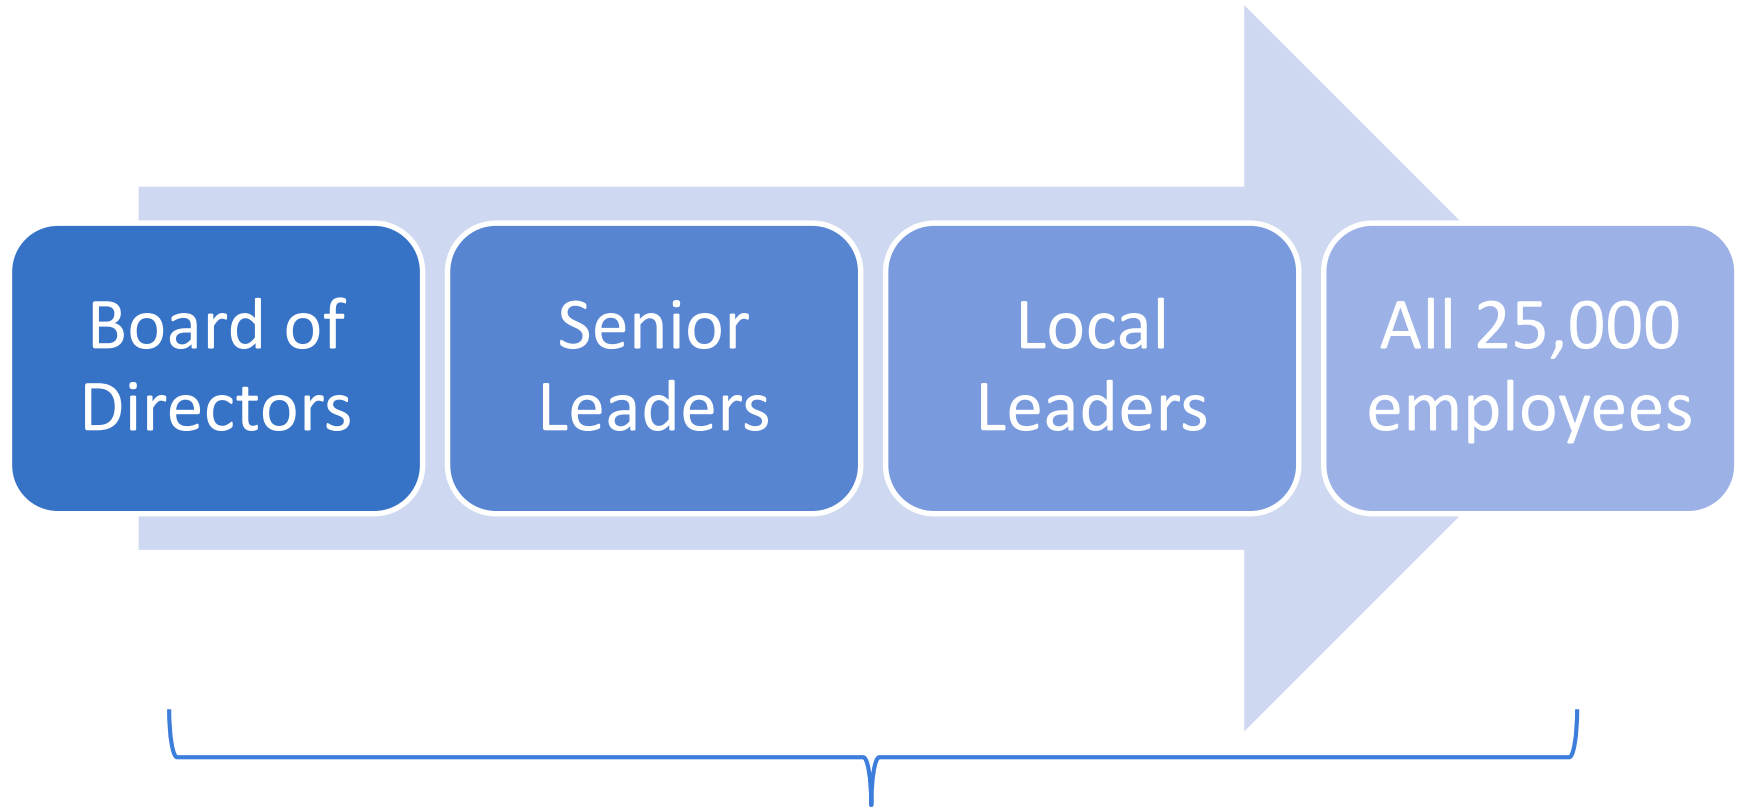 Board of
Directors
Senior
Leaders
Local
Leaders
All 25,000
employees